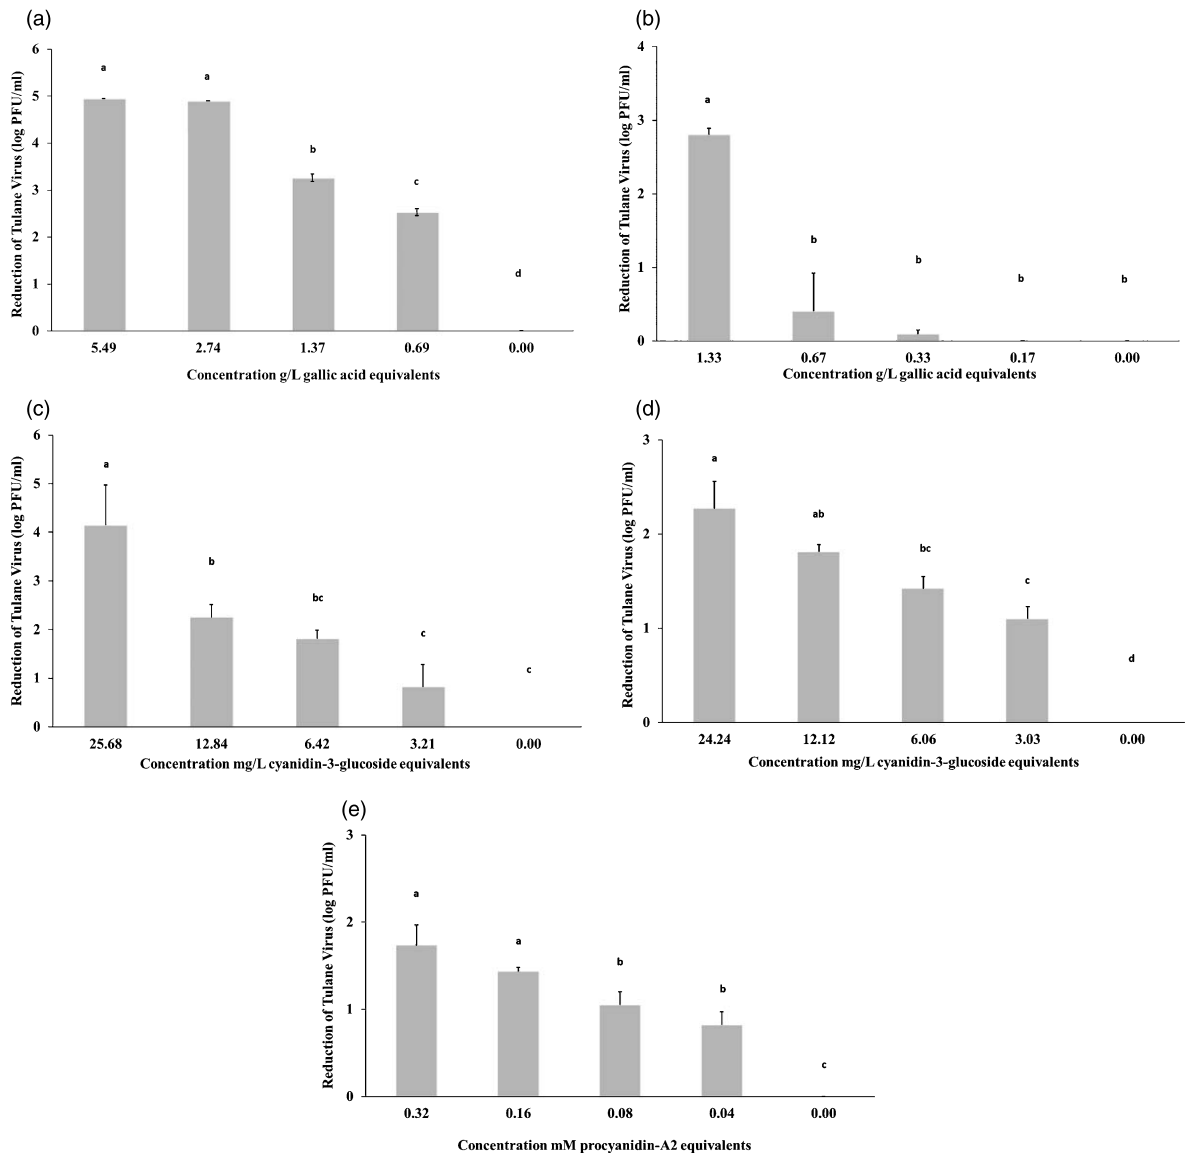 (a)
Reduction of Tulane Virus (log PFU/ml)
6
5
4
3
2
1
0
a
a
b
c
d
5.49 2.74 1.37 0.69 0.00
Concentration g/L gallic acid equivalents
(b)
Reduction of Tulane Virus (log PFU/ml)
4
3
2
1
0
a
b
b
b
b
1.33 0.67 0.33 0.17 0.00
Concentration g/L gallic acid equivalents
(c)
Reduction of Tulane Virus (log PFU/ml)
6
5
4
3
2
1
0
a
b
bc
c
c
25.68 12.84 6.42 3.21 0.00
Concentration mg/L cyanidin-3-glucoside equivalents
(d)
Reduction of Tulane Virus (log PFU/ml)
3
2
1
0
a
ab
bc
c
d
24.24 12.12 6.06 3.03 0.00
Concentration mg/L cyanidin-3-glucoside equivalents
(e)
Reduction of Tulane Virus (log PFU/ml)
3
2
1
0
a
a
b
b
c
0.32 0.16 0.08 0.04 0.00
Concentration mM procyanidin-A2 equivalents